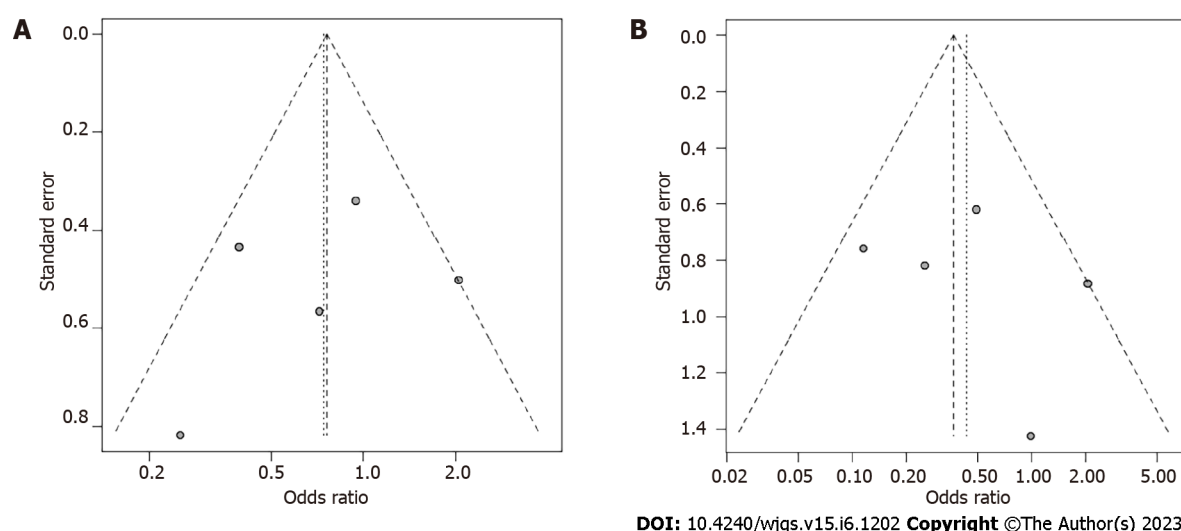 A
Standard error
0.0
0.2
0.4
0.6
0.8
0.2 0.5 1.0 2.0
Odds ratio
B
Standard error
0.0
0.2
0.4
0.6
0.8
1.0
1.2
1.4
0.02 0.05 0.10 0.20 0.50 1.00 2.00 5.00
Odds ratio
DOI: 10.4240/wjgs.v15.i6.1202 Copyright ©The Author(s) 2023